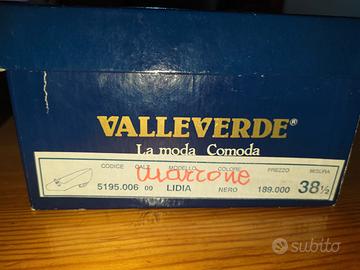 VALLEVERDE®
La moda Comoda
CODICE CALZ. MODELLO COLORE PREZZO MISURA
marrone
5195.006 09 LIDIA NERO 189.000 38½
subito